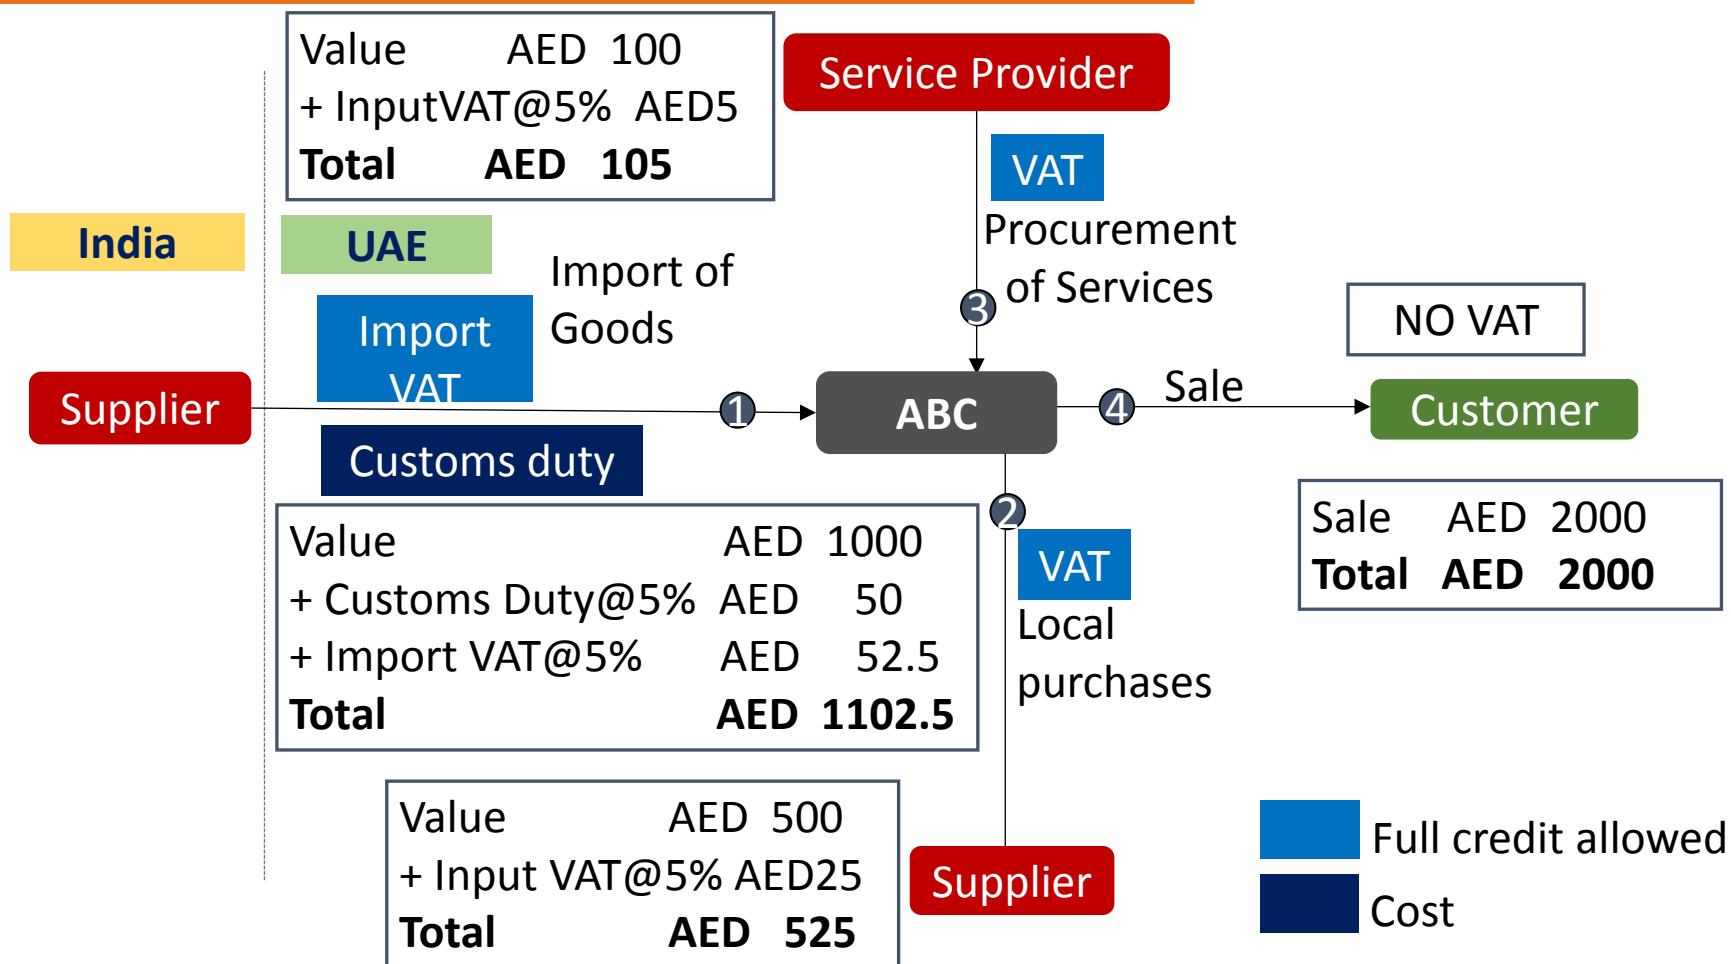 Value AED 100
+ InputVAT@5% AED5
Total AED 105
Service Provider
VAT
Procurement
of Services
3
India
UAE
Import of
Goods
Import
VAT
NO VAT
Supplier
1
ABC
4
Sale
Customer
Customs duty
Value AED 1000
+ Customs Duty@5% AED 50
+ Import VAT@5% AED 52.5
Total AED 1102.5
2
VAT
Local
purchases
Sale AED 2000
Total AED 2000
Value AED 500
+ Input VAT@5% AED25
Total AED 525
Supplier
Full credit allowed
Cost